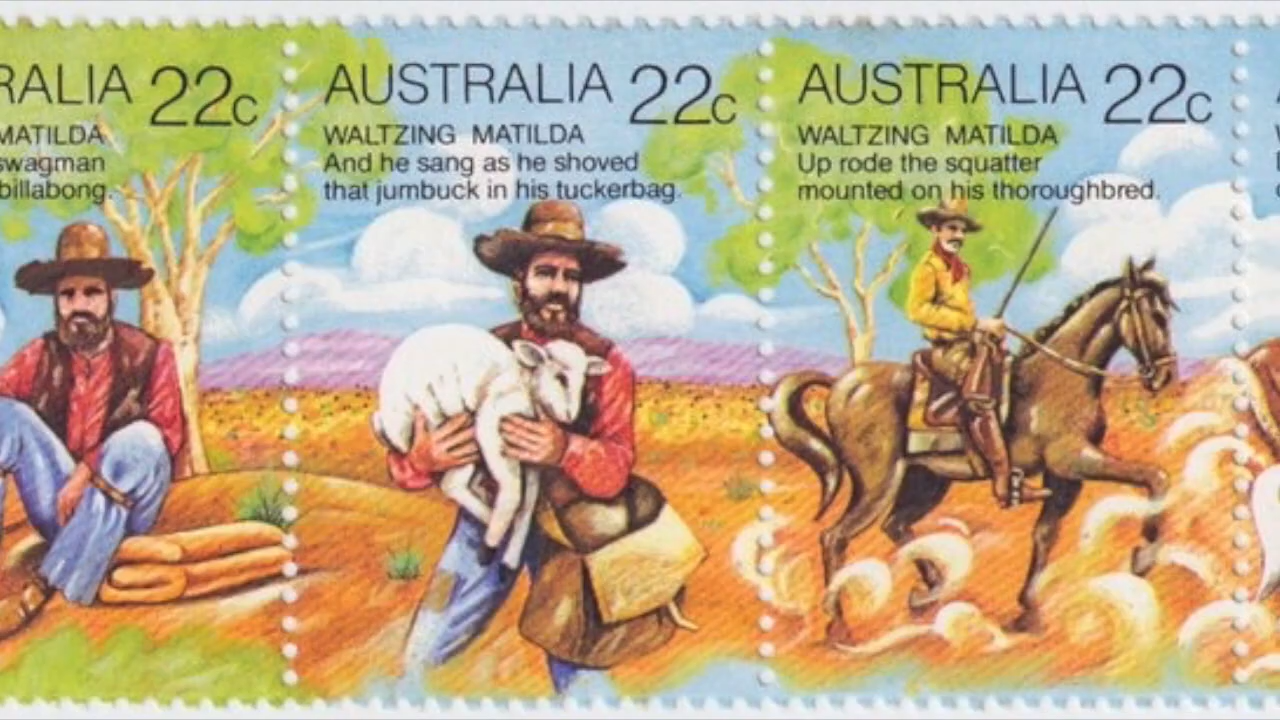 RALIA 22c
MATILDA
swagman
billabong.
AUSTRALIA 22c
WALTZING MATILDA
And he sang as he shoved
that jumbuck in his tuckerbag.
AUSTRALIA 22c
WALTZING MATILDA
Up rode the squatter
mounted on his thoroughbred.